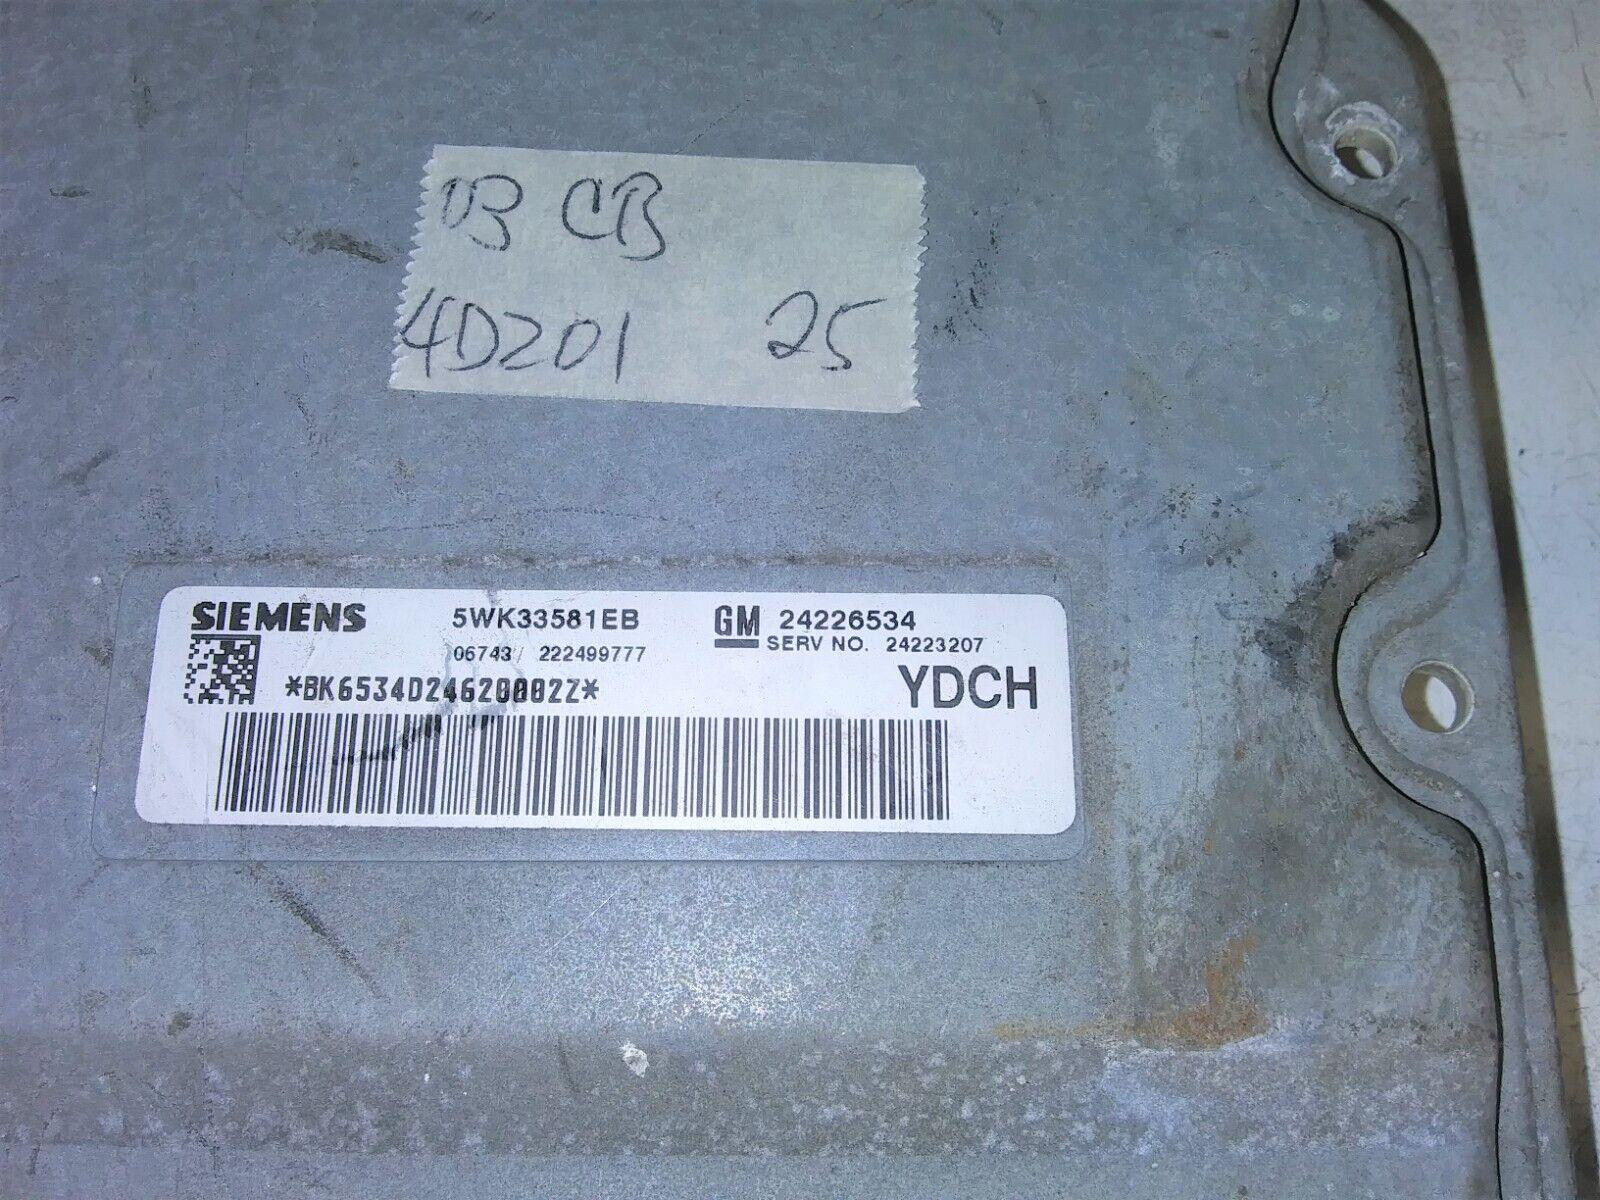 03 CB
4D201 25
SIEMENS 5WK33581EB GM 24226534
06743/ 222499777 SERV NO. 24223207
*BK6534D24620002Z* YDCH